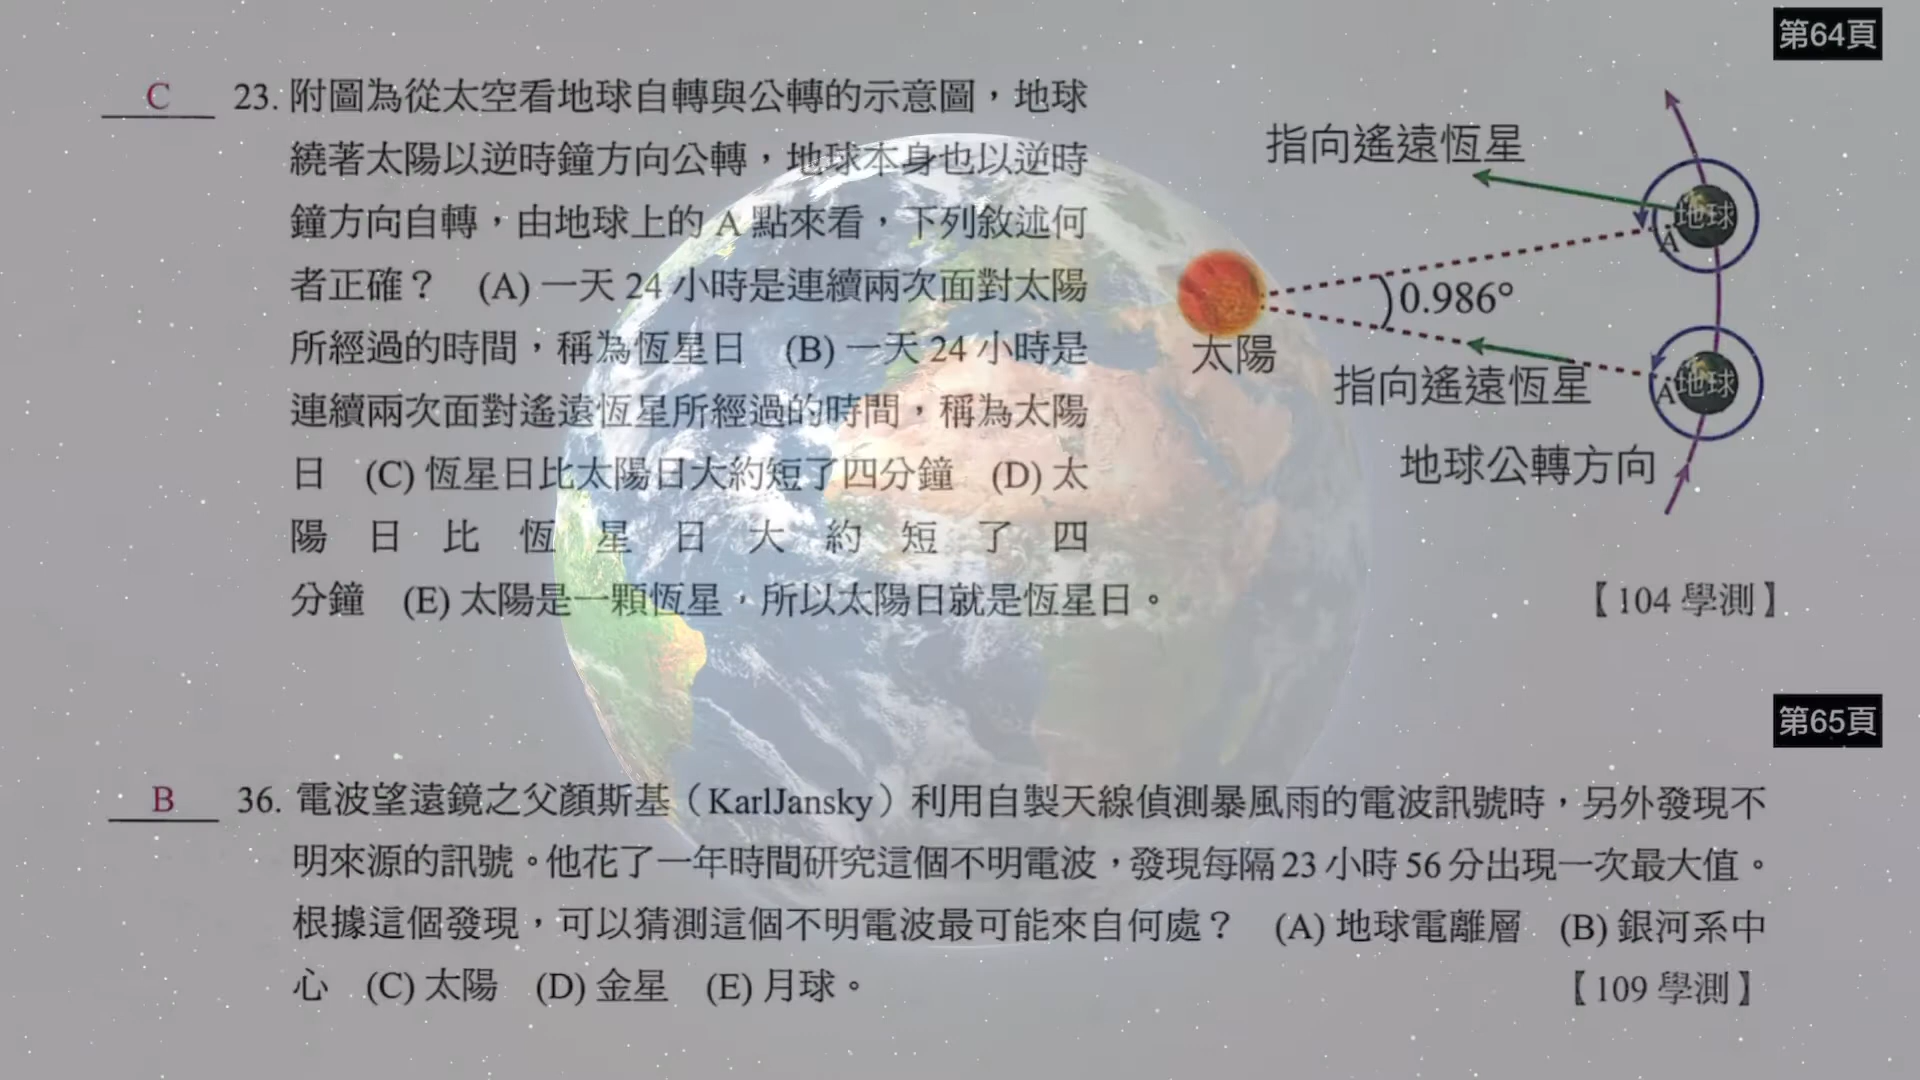 第64頁
C 23. 附圖為從太空看地球自轉與公轉的示意圖，地球
繞著太陽以逆時鐘方向公轉，地球本身也以逆時
鐘方向自轉，由地球上的 A 點來看，下列敘述何
者正確？ (A) 一天 24 小時是連續兩次面對太陽
所經過的時間，稱為恆星日 (B) 一天 24 小時是
連續兩次面對遙遠恆星所經過的時間，稱為太陽
日 (C) 恆星日比太陽日大約短了四分鐘 (D) 太
陽日比恆星日大約短了四
分鐘 (E) 太陽是一顆恆星，所以太陽日就是恆星日。
【104 學測】
指向遙遠恆星
地球
A
0.986°
太陽
指向遙遠恆星
A
地球
地球公轉方向
第65頁
B 36. 電波望遠鏡之父顏斯基（KarlJansky）利用自製天線偵測暴風雨的電波訊號時，另外發現不
明來源的訊號。他花了一年時間研究這個不明電波，發現每隔 23 小時 56 分出現一次最大值。
根據這個發現，可以猜測這個不明電波最可能來自何處？ (A) 地球電離層 (B) 銀河系中
心 (C) 太陽 (D) 金星 (E) 月球。
【109 學測】